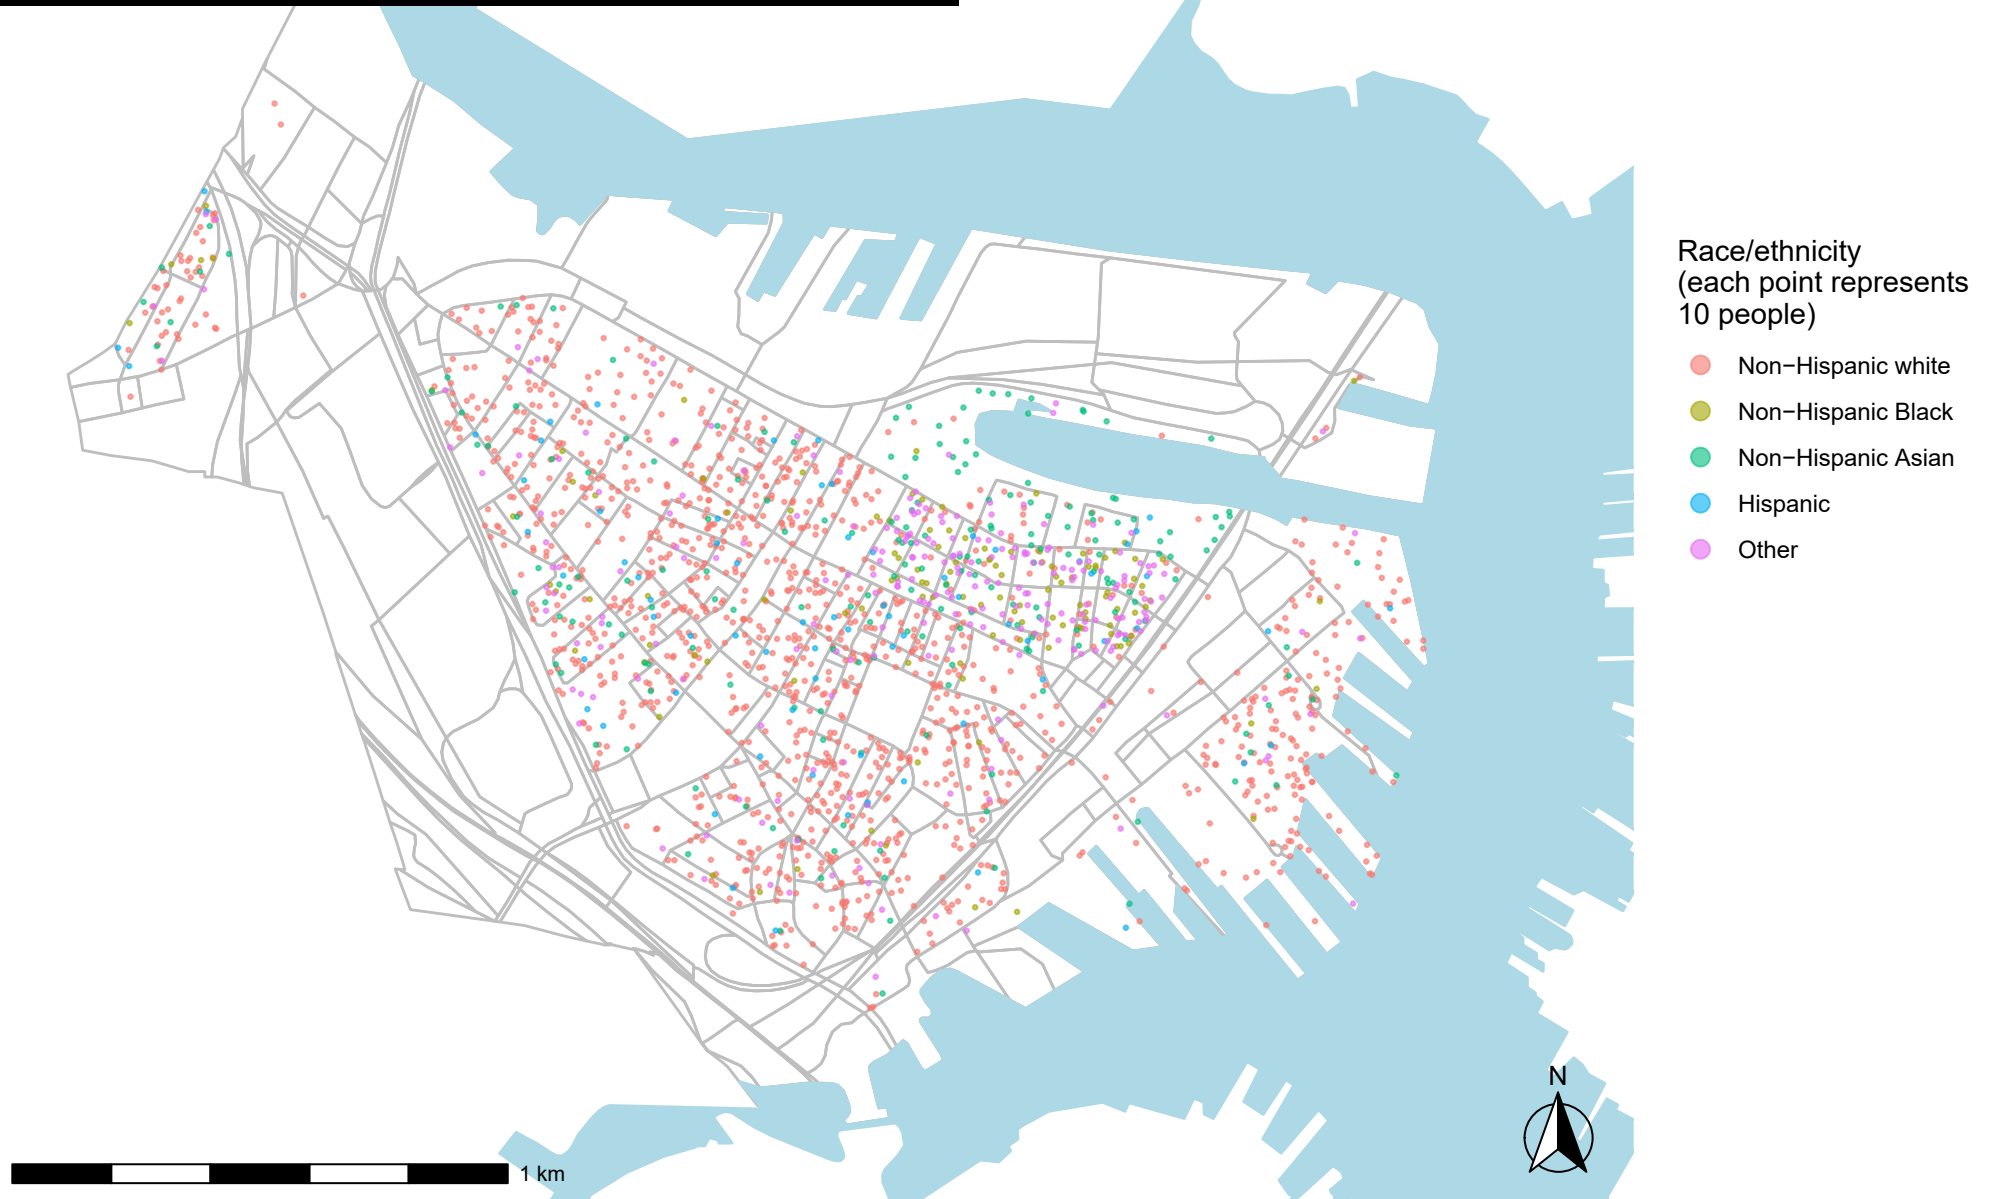 Race/ethnicity
(each point represents
10 people)
Non−Hispanic white
Non−Hispanic Black
Non−Hispanic Asian
Hispanic
Other
N
1 km